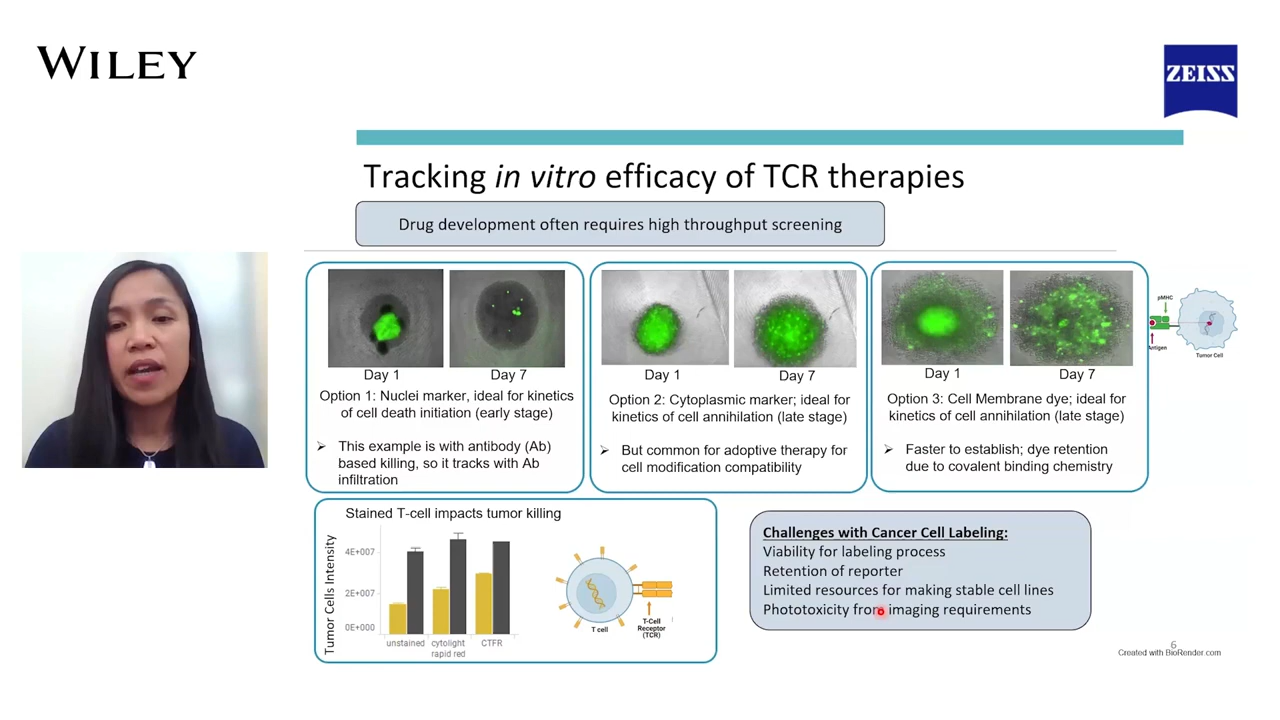 WILEY
ZEISS
Tracking in vitro efficacy of TCR therapies
Drug development often requires high throughput screening
Day 1
Day 7
Option 1: Nuclei marker, ideal for kinetics
of cell death initiation (early stage)
➢ This example is with antibody (Ab)
based killing, so it tracks with Ab
infiltration
Day 1
Day 7
Option 2: Cytoplasmic marker; ideal for
kinetics of cell annihilation (late stage)
➢ But common for adoptive therapy for
cell modification compatibility
Day 1
Day 7
Option 3: Cell Membrane dye; ideal for
kinetics of cell annihilation (late stage)
➢ Faster to establish; dye retention
due to covalent binding chemistry
pMHC
Antigen
Tumor Cell
Stained T-cell impacts tumor killing
Tumor Cells Intensity
4E+007
2E+007
0E+000
unstained
cytolight
rapid red
CTFR
T cell
T-Cell
Receptor
(TCR)
Challenges with Cancer Cell Labeling:
Viability for labeling process
Retention of reporter
Limited resources for making stable cell lines
Phototoxicity from imaging requirements
6
Created with BioRender.com